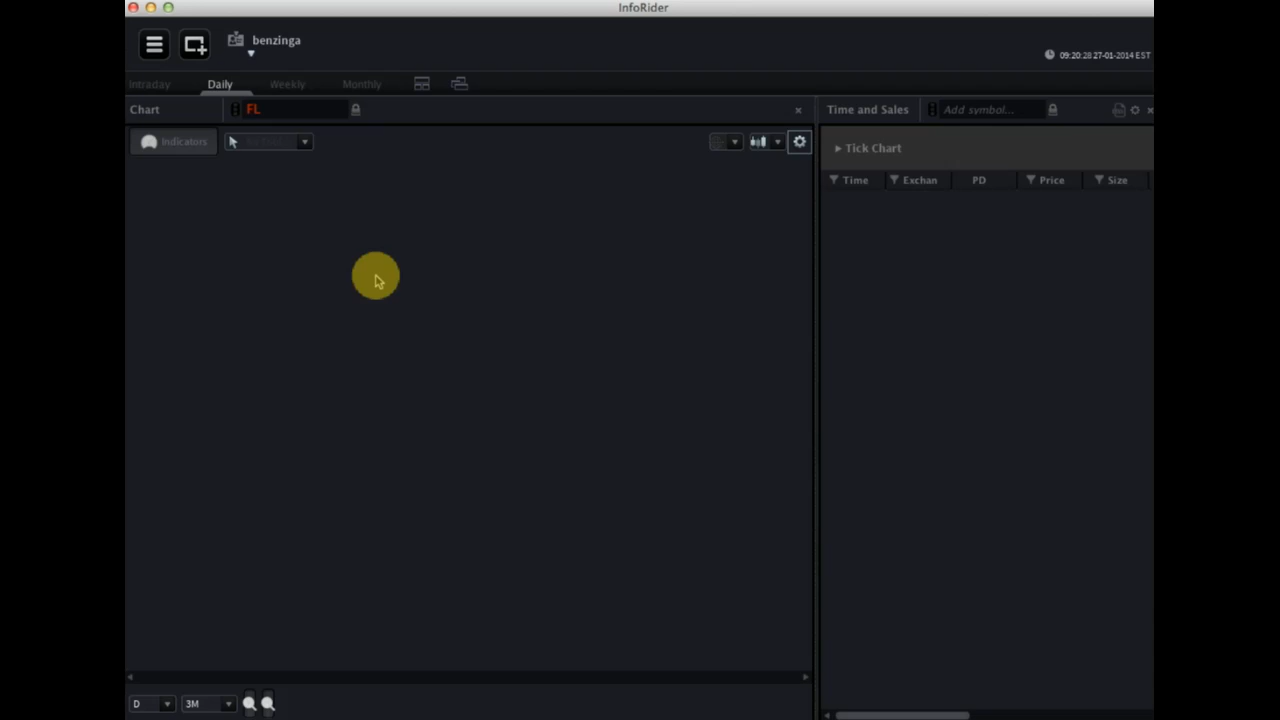 InfoRider
benzinga
09:20:28 27-01-2014 EST
Intraday Daily Weekly Monthly
Chart FL Time and Sales Add symbol...
Indicators
Tick Chart
Time Exchan PD Price Size
D 3M